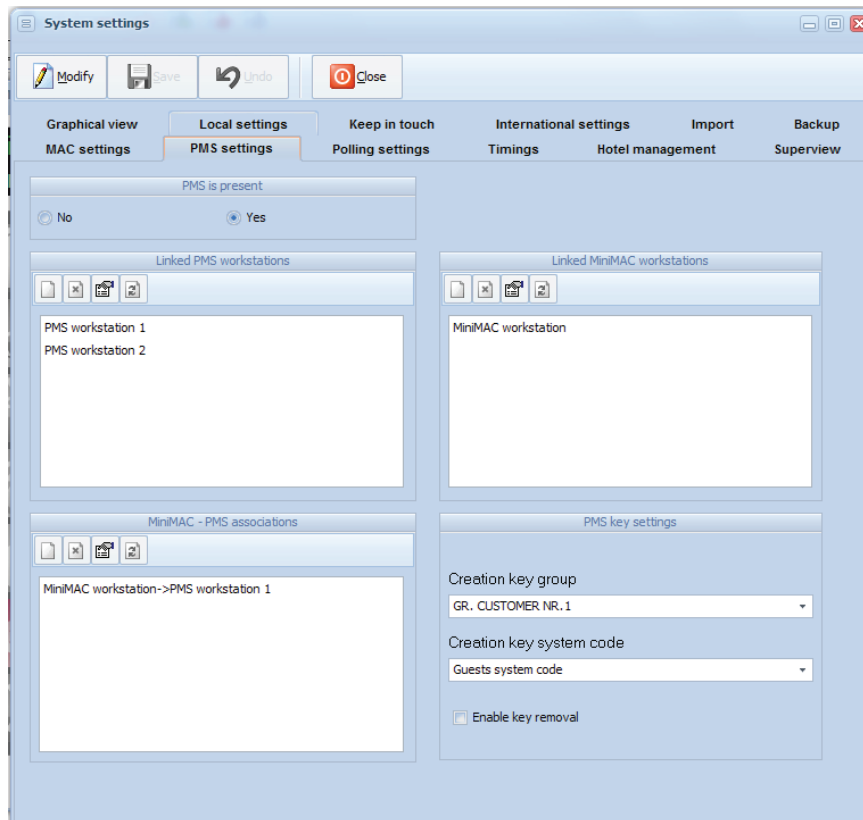 System settings
Modify Save Undo Close
Graphical view Local settings Keep in touch International settings Import Backup
MAC settings PMS settings Polling settings Timings Hotel management Superview
PMS is present
No Yes
Linked PMS workstations
PMS workstation 1
PMS workstation 2
Linked MiniMAC workstations
MiniMAC workstation
MiniMAC - PMS associations
MiniMAC workstation->PMS workstation 1
PMS key settings
Creation key group
GR. CUSTOMER NR.1
Creation key system code
Guests system code
Enable key removal